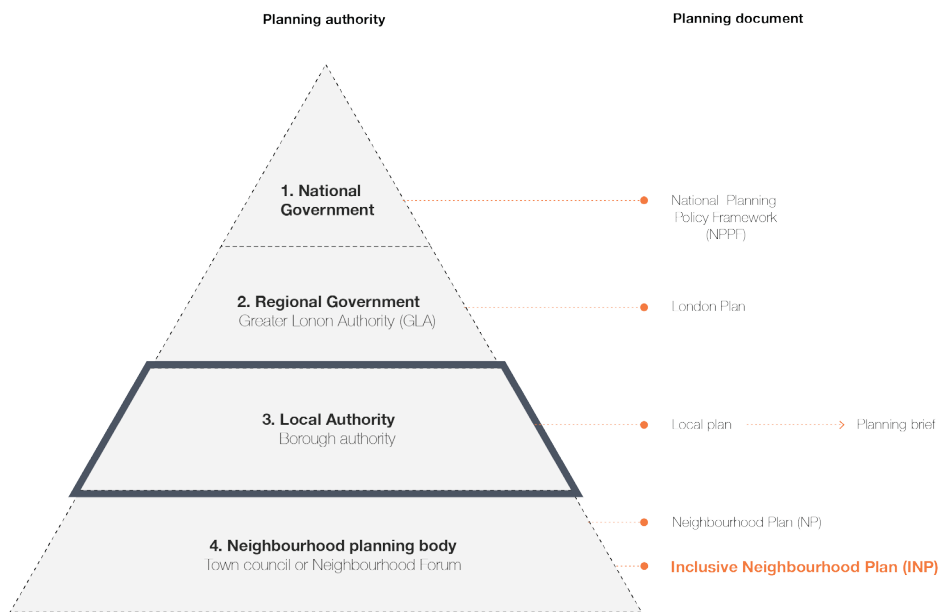 Planning authority
Planning document
1. National
Government
National Planning
Policy Framework
(NPPF)
2. Regional Government
Greater Lonon Authority (GLA)
London Plan
3. Local Authority
Borough authority
Local plan
Planning brief
Neighbourhood Plan (NP)
4. Neighbourhood planning body
Town council or Neighbourhood Forum
Inclusive Neighbourhood Plan (INP)